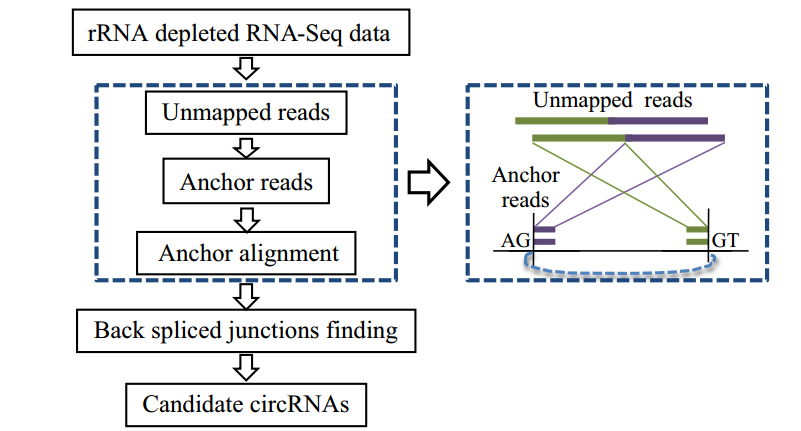 rRNA depleted RNA-Seq data
Unmapped reads
Anchor reads
Anchor alignment
Back spliced junctions finding
Candidate circRNAs
Unmapped reads
Anchor
reads
AG
GT